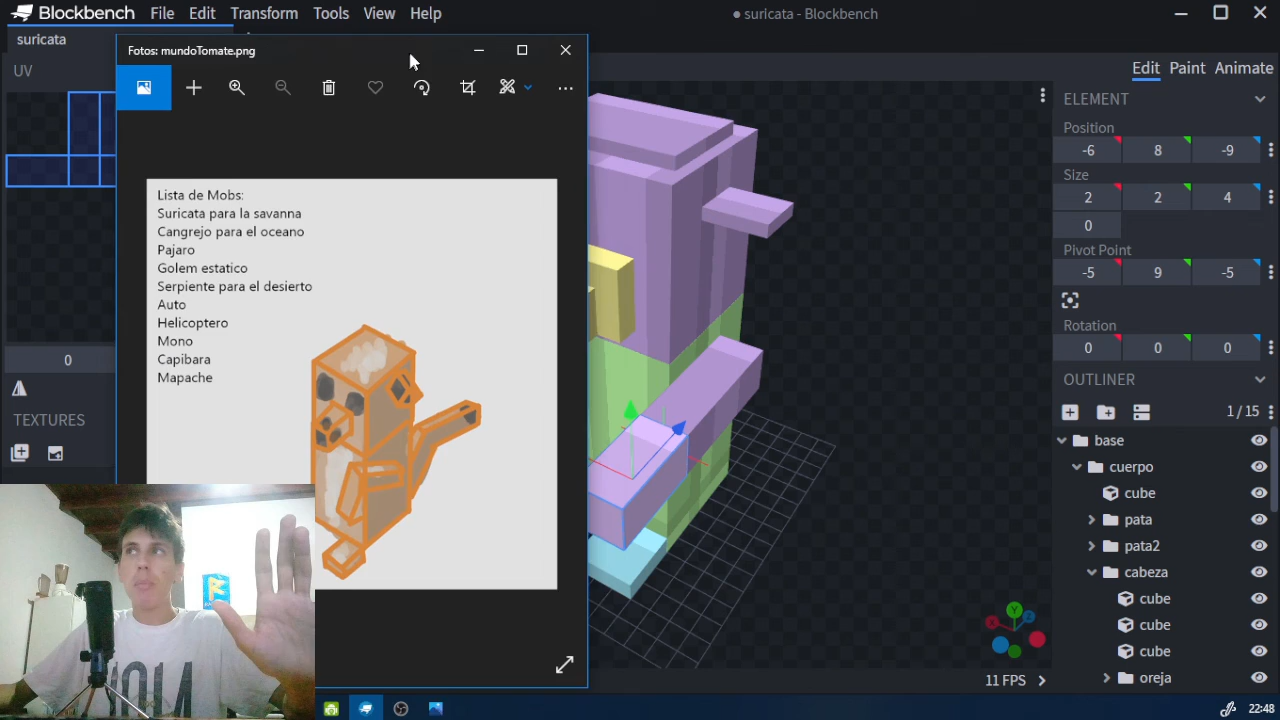 Blockbench
File Edit Transform Tools View Help
suricata - Blockbench
suricata
Fotos: mundoTomate.png
UV
Edit Paint Animate
ELEMENT
Position
-6 8 -9
Size
2 2 4
0
Pivot Point
-5 9 -5
Rotation
0 0 0
OUTLINER
1 / 15
base
cuerpo
cube
pata
pata2
cabeza
cube
cube
cube
oreja
0
TEXTURES
Lista de Mobs:
Suricata para la savanna
Cangrejo para el oceano
Pajaro
Golem estatico
Serpiente para el desierto
Auto
Helicoptero
Mono
Capibara
Mapache
11 FPS
22:48